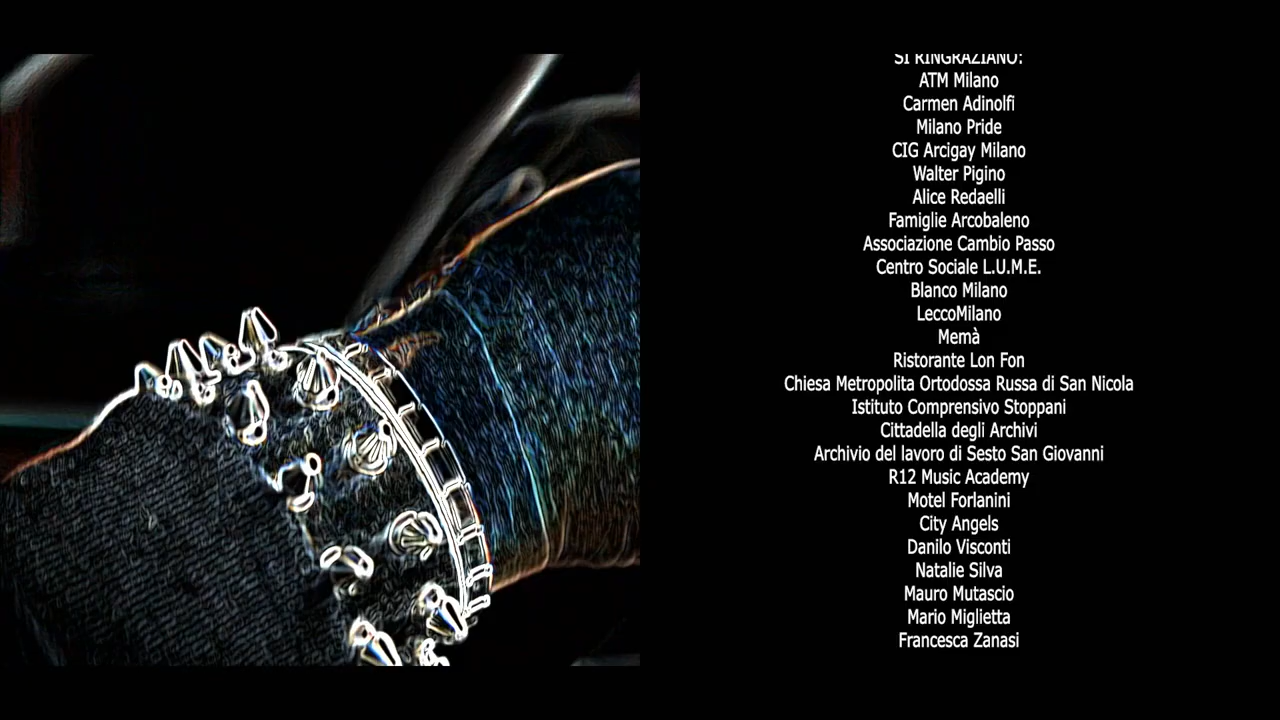 SI RINGRAZIANO:
ATM Milano
Carmen Adinolfi
Milano Pride
CIG Arcigay Milano
Walter Pigino
Alice Redaelli
Famiglie Arcobaleno
Associazione Cambio Passo
Centro Sociale L.U.M.E.
Blanco Milano
LeccoMilano
Memà
Ristorante Lon Fon
Chiesa Metropolita Ortodossa Russa di San Nicola
Istituto Comprensivo Stoppani
Cittadella degli Archivi
Archivio del lavoro di Sesto San Giovanni
R12 Music Academy
Motel Forlanini
City Angels
Danilo Visconti
Natalie Silva
Mauro Mutascio
Mario Miglietta
Francesca Zanasi